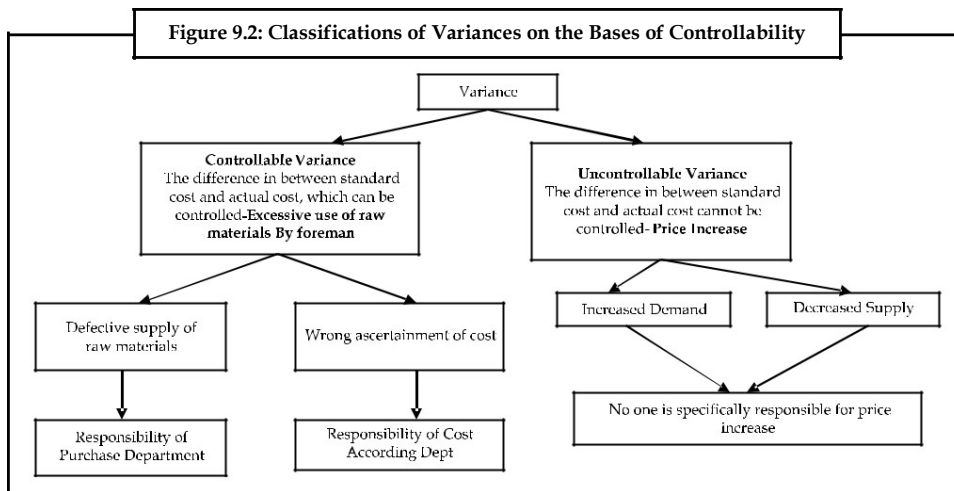 Figure 9.2: Classifications of Variances on the Bases of Controllability
Variance
Controllable Variance
The difference in between standard
cost and actual cost, which can be
controlled-Excessive use of raw
materials By foreman
Uncontrollable Variance
The difference in between standard
cost and actual cost cannot be
controlled- Price Increase
Defective supply of
raw materials
Wrong ascertainment of cost
Increased Demand
Decreased Supply
Responsibility of
Purchase Department
Responsibility of Cost
According Dept
No one is specifically responsible for price
increase